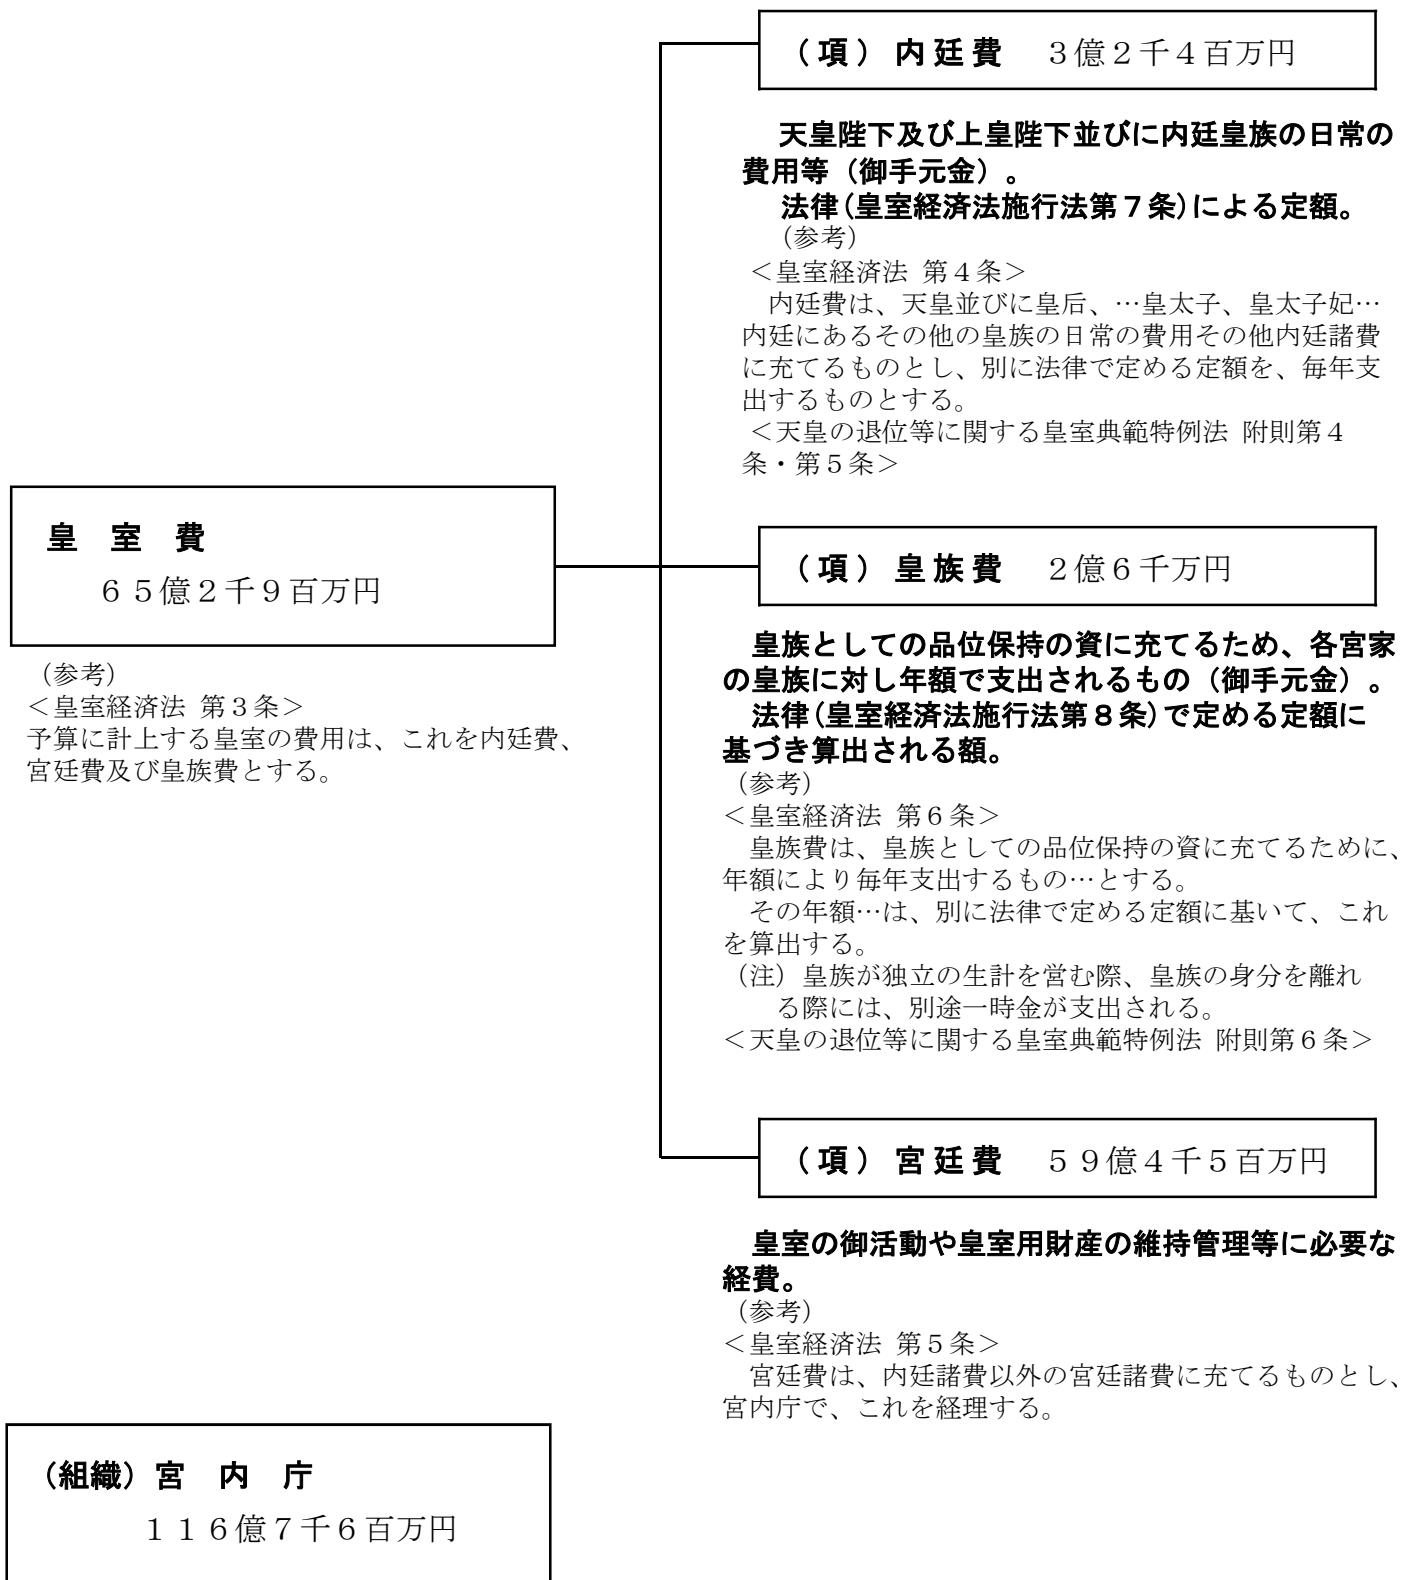 (項) 内廷費　３億２千４百万円
天皇陛下及び上皇陛下並びに内廷皇族の日常の
費用等（御手元金）。
法律(皇室経済法施行法第７条)による定額。
（参考）
＜皇室経済法 第４条＞
内廷費は、天皇並びに皇后、…皇太子、皇太子妃…
内廷にあるその他の皇族の日常の費用その他内廷諸費
に充てるものとし、別に法律で定める定額を、毎年支
出するものとする。
＜天皇の退位等に関する皇室典範特例法 附則第４
条・第５条＞
皇　室　費
６５億２千９百万円
（参考）
＜皇室経済法 第３条＞
予算に計上する皇室の費用は、これを内廷費、
宮廷費及び皇族費とする。
(項) 皇族費　２億６千万円
皇族としての品位保持の資に充てるため、各宮家
の皇族に対し年額で支出されるもの（御手元金）。
法律(皇室経済法施行法第８条)で定める定額に
基づき算出される額。
（参考）
＜皇室経済法 第６条＞
皇族費は、皇族としての品位保持の資に充てるために、
年額により毎年支出するもの…とする。
その年額…は、別に法律で定める定額に基いて、これ
を算出する。
（注）皇族が独立の生計を営む際、皇族の身分を離れ
る際には、別途一時金が支出される。
＜天皇の退位等に関する皇室典範特例法 附則第６条＞
(項) 宮廷費　５９億４千５百万円
皇室の御活動や皇室用財産の維持管理等に必要な
経費。
（参考）
＜皇室経済法 第５条＞
宮廷費は、内廷諸費以外の宮廷諸費に充てるものとし、
宮内庁で、これを経理する。
(組織) 宮　内　庁
１１６億７千６百万円